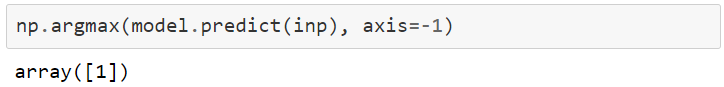 np.argmax(model.predict(inp), axis=-1)
array([1])